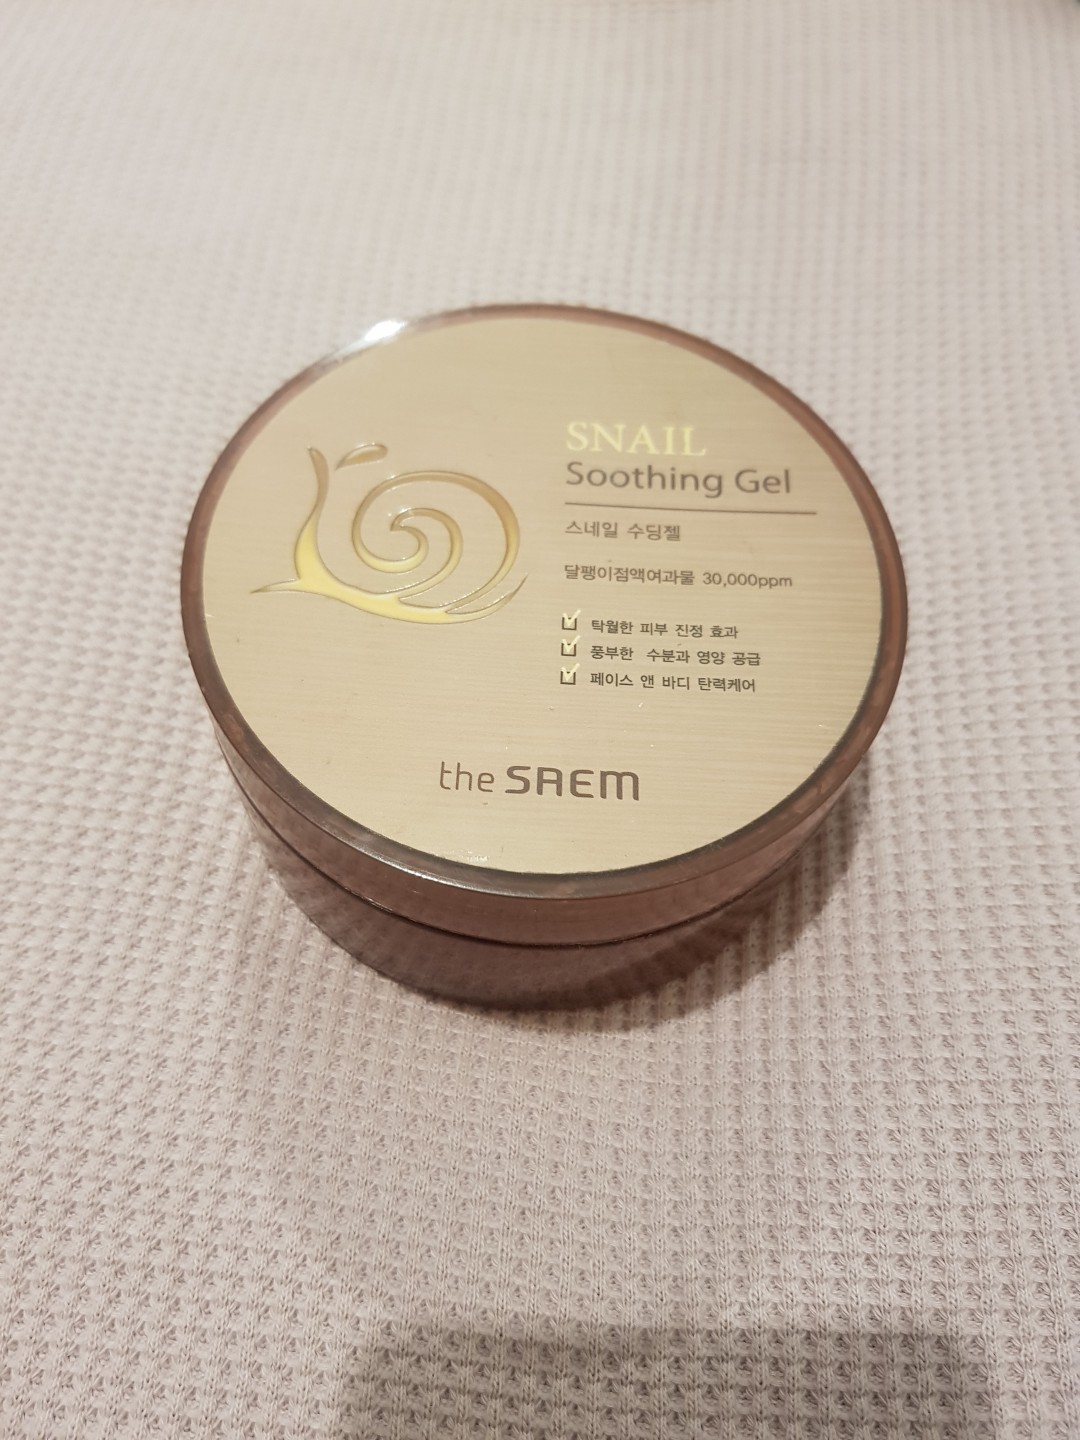 SNAIL
Soothing Gel
스네일 수딩젤
달팽이점액여과물 30,000ppm
탁월한 피부 진정 효과
풍부한 수분과 영양 공급
페이스 앤 바디 탄력케어
the SAEM